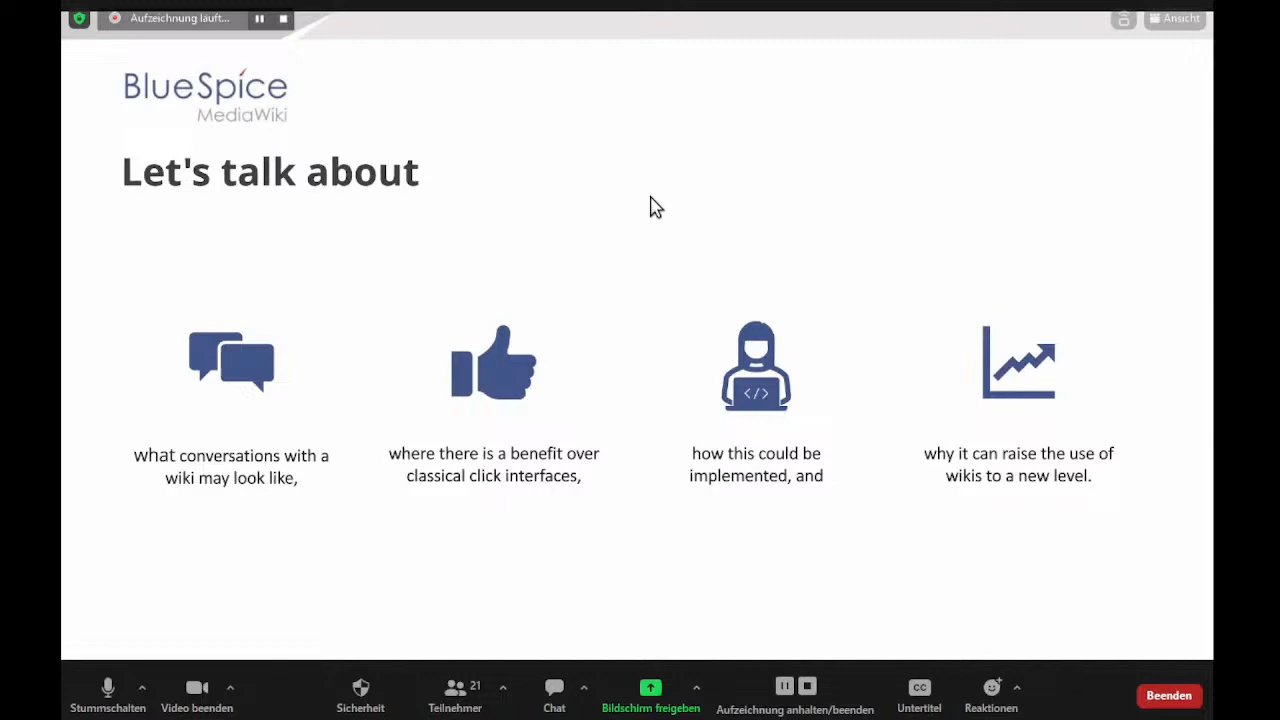 Aufzeichnung läuft...
Ansicht
BlueSpice
MediaWiki
Let's talk about
what conversations with a
wiki may look like,
where there is a benefit over
classical click interfaces,
</>
how this could be
implemented, and
why it can raise the use of
wikis to a new level.
21
CC
Stummschalten
Video beenden
Sicherheit
Teilnehmer
Chat
Bildschirm freigeben
Aufzeichnung anhalten/beenden
Untertitel
Reaktionen
Beenden